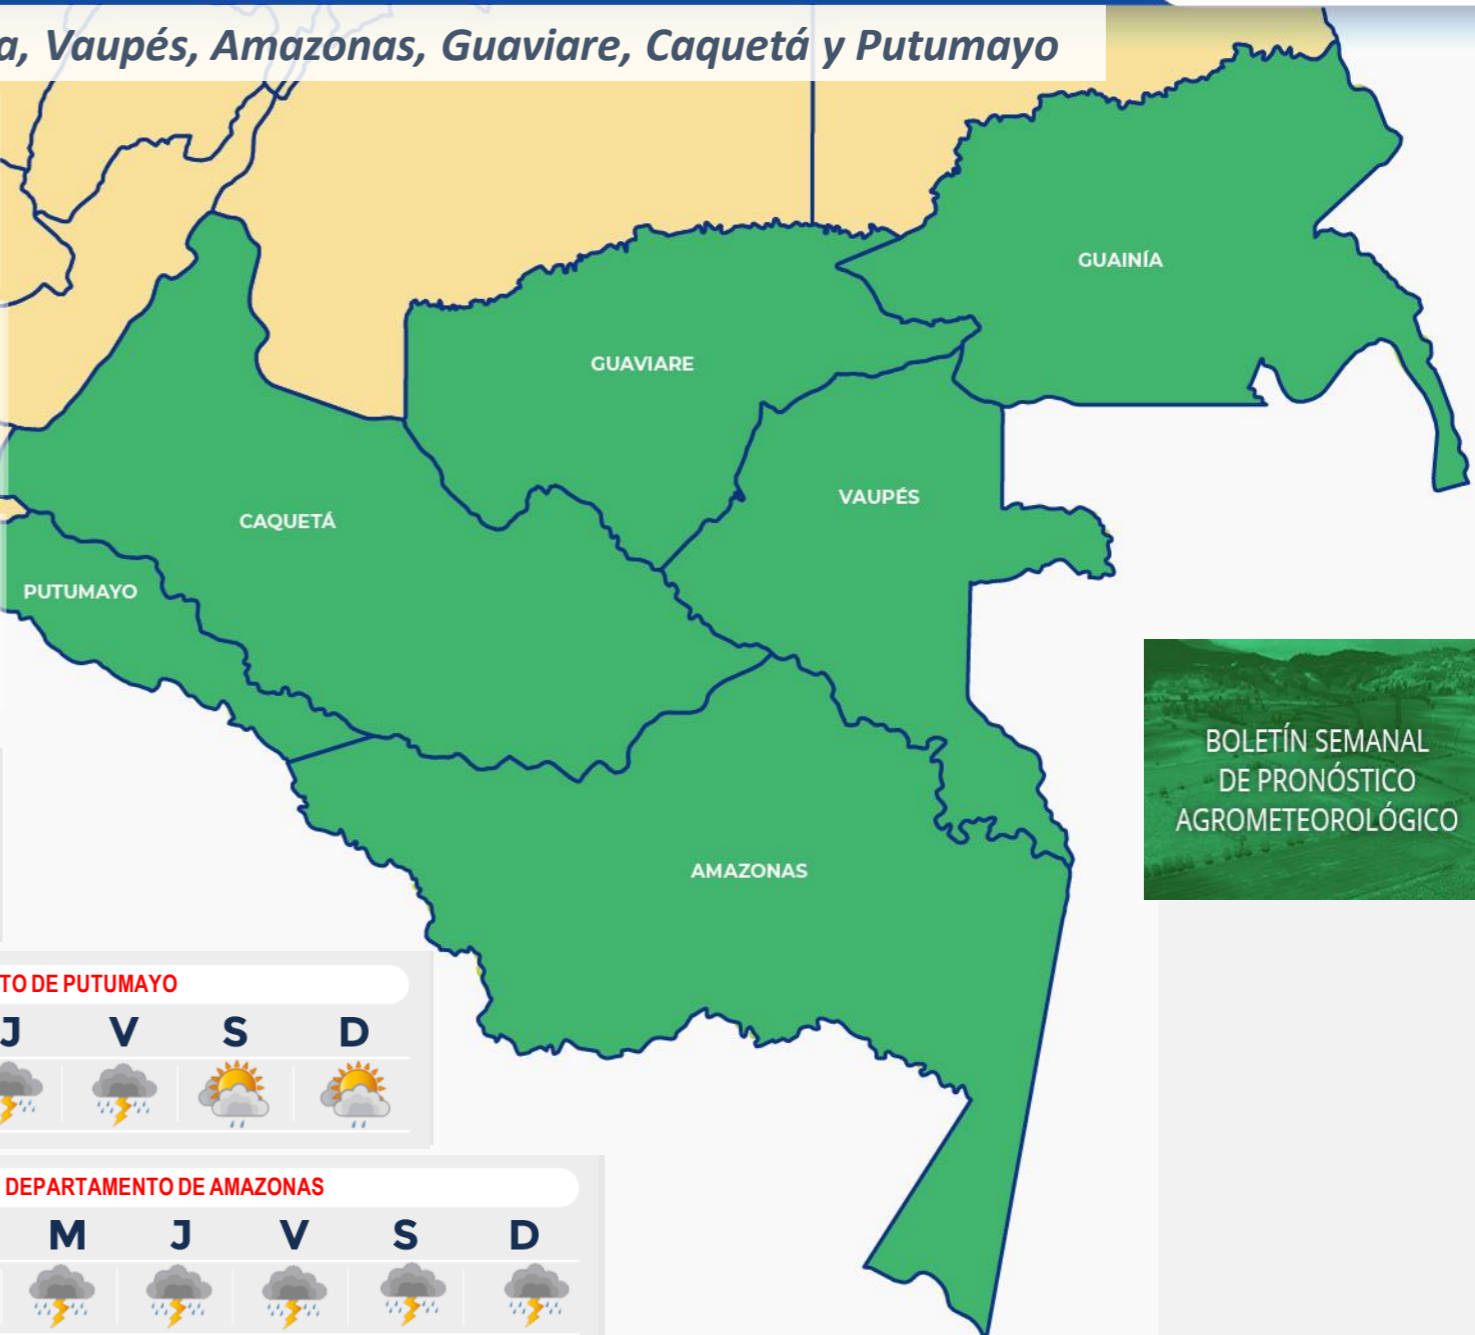 a, Vaupés, Amazonas, Guaviare, Caquetá y Putumayo
GUAINÍA
GUAVIARE
VAUPÉS
CAQUETÁ
PUTUMAYO
AMAZONAS
BOLETÍN SEMANAL
DE PRONÓSTICO
AGROMETEOROLÓGICO
TO DE PUTUMAYO
J V S D
DEPARTAMENTO DE AMAZONAS
M J V S D